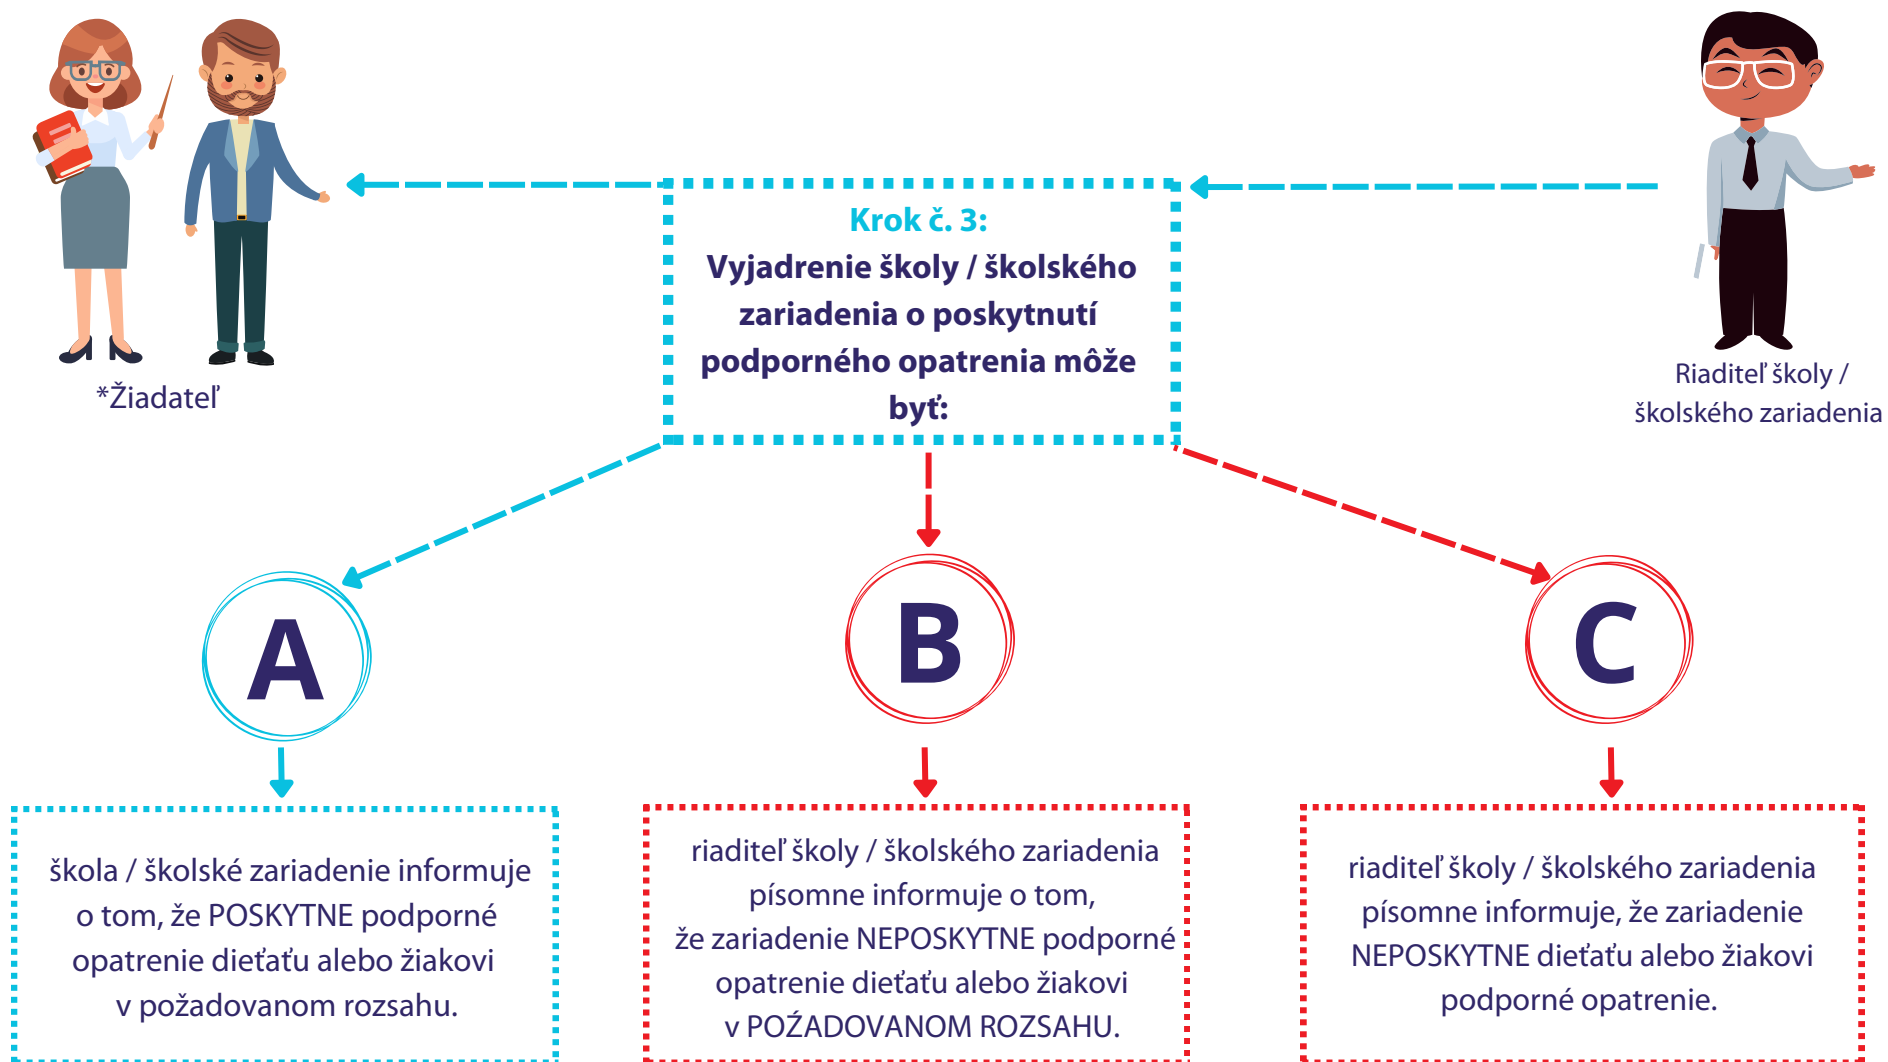 Krok č. 3:
Vyjadrenie školy / školského
zariadenia o poskytnutí
podporného opatrenia môže
byť:
*Žiadateľ
Riaditeľ školy /
školského zariadenia
A
B
C
škola / školské zariadenie informuje
o tom, že POSKYTNE podporné
opatrenie dieťaťu alebo žiakovi
v požadovanom rozsahu.
riaditeľ školy / školského zariadenia
písomne informuje o tom,
že zariadenie NEPOSKYTNE podporné
opatrenie dieťaťu alebo žiakovi
v POŹADOVANOM ROZSAHU.
riaditeľ školy / školského zariadenia
písomne informuje, že zariadenie
NEPOSKYTNE dieťaťu alebo žiakovi
podporné opatrenie.